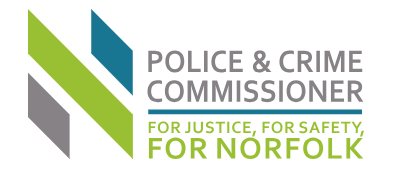 POLICE & CRIME
COMMISSIONER
FOR JUSTICE, FOR SAFETY,
FOR NORFOLK